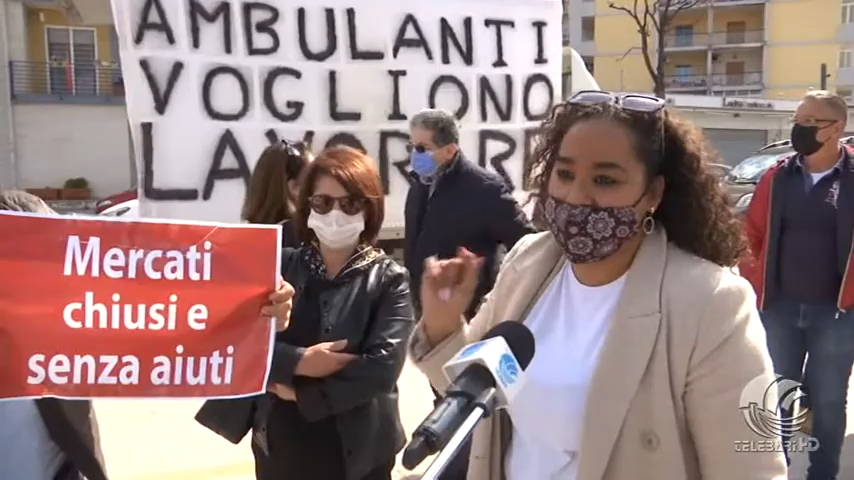 AMBULANTI
VOGLIONO
LAVORARE
Mercati
chiusi e
senza aiuti
TELEBARI HD